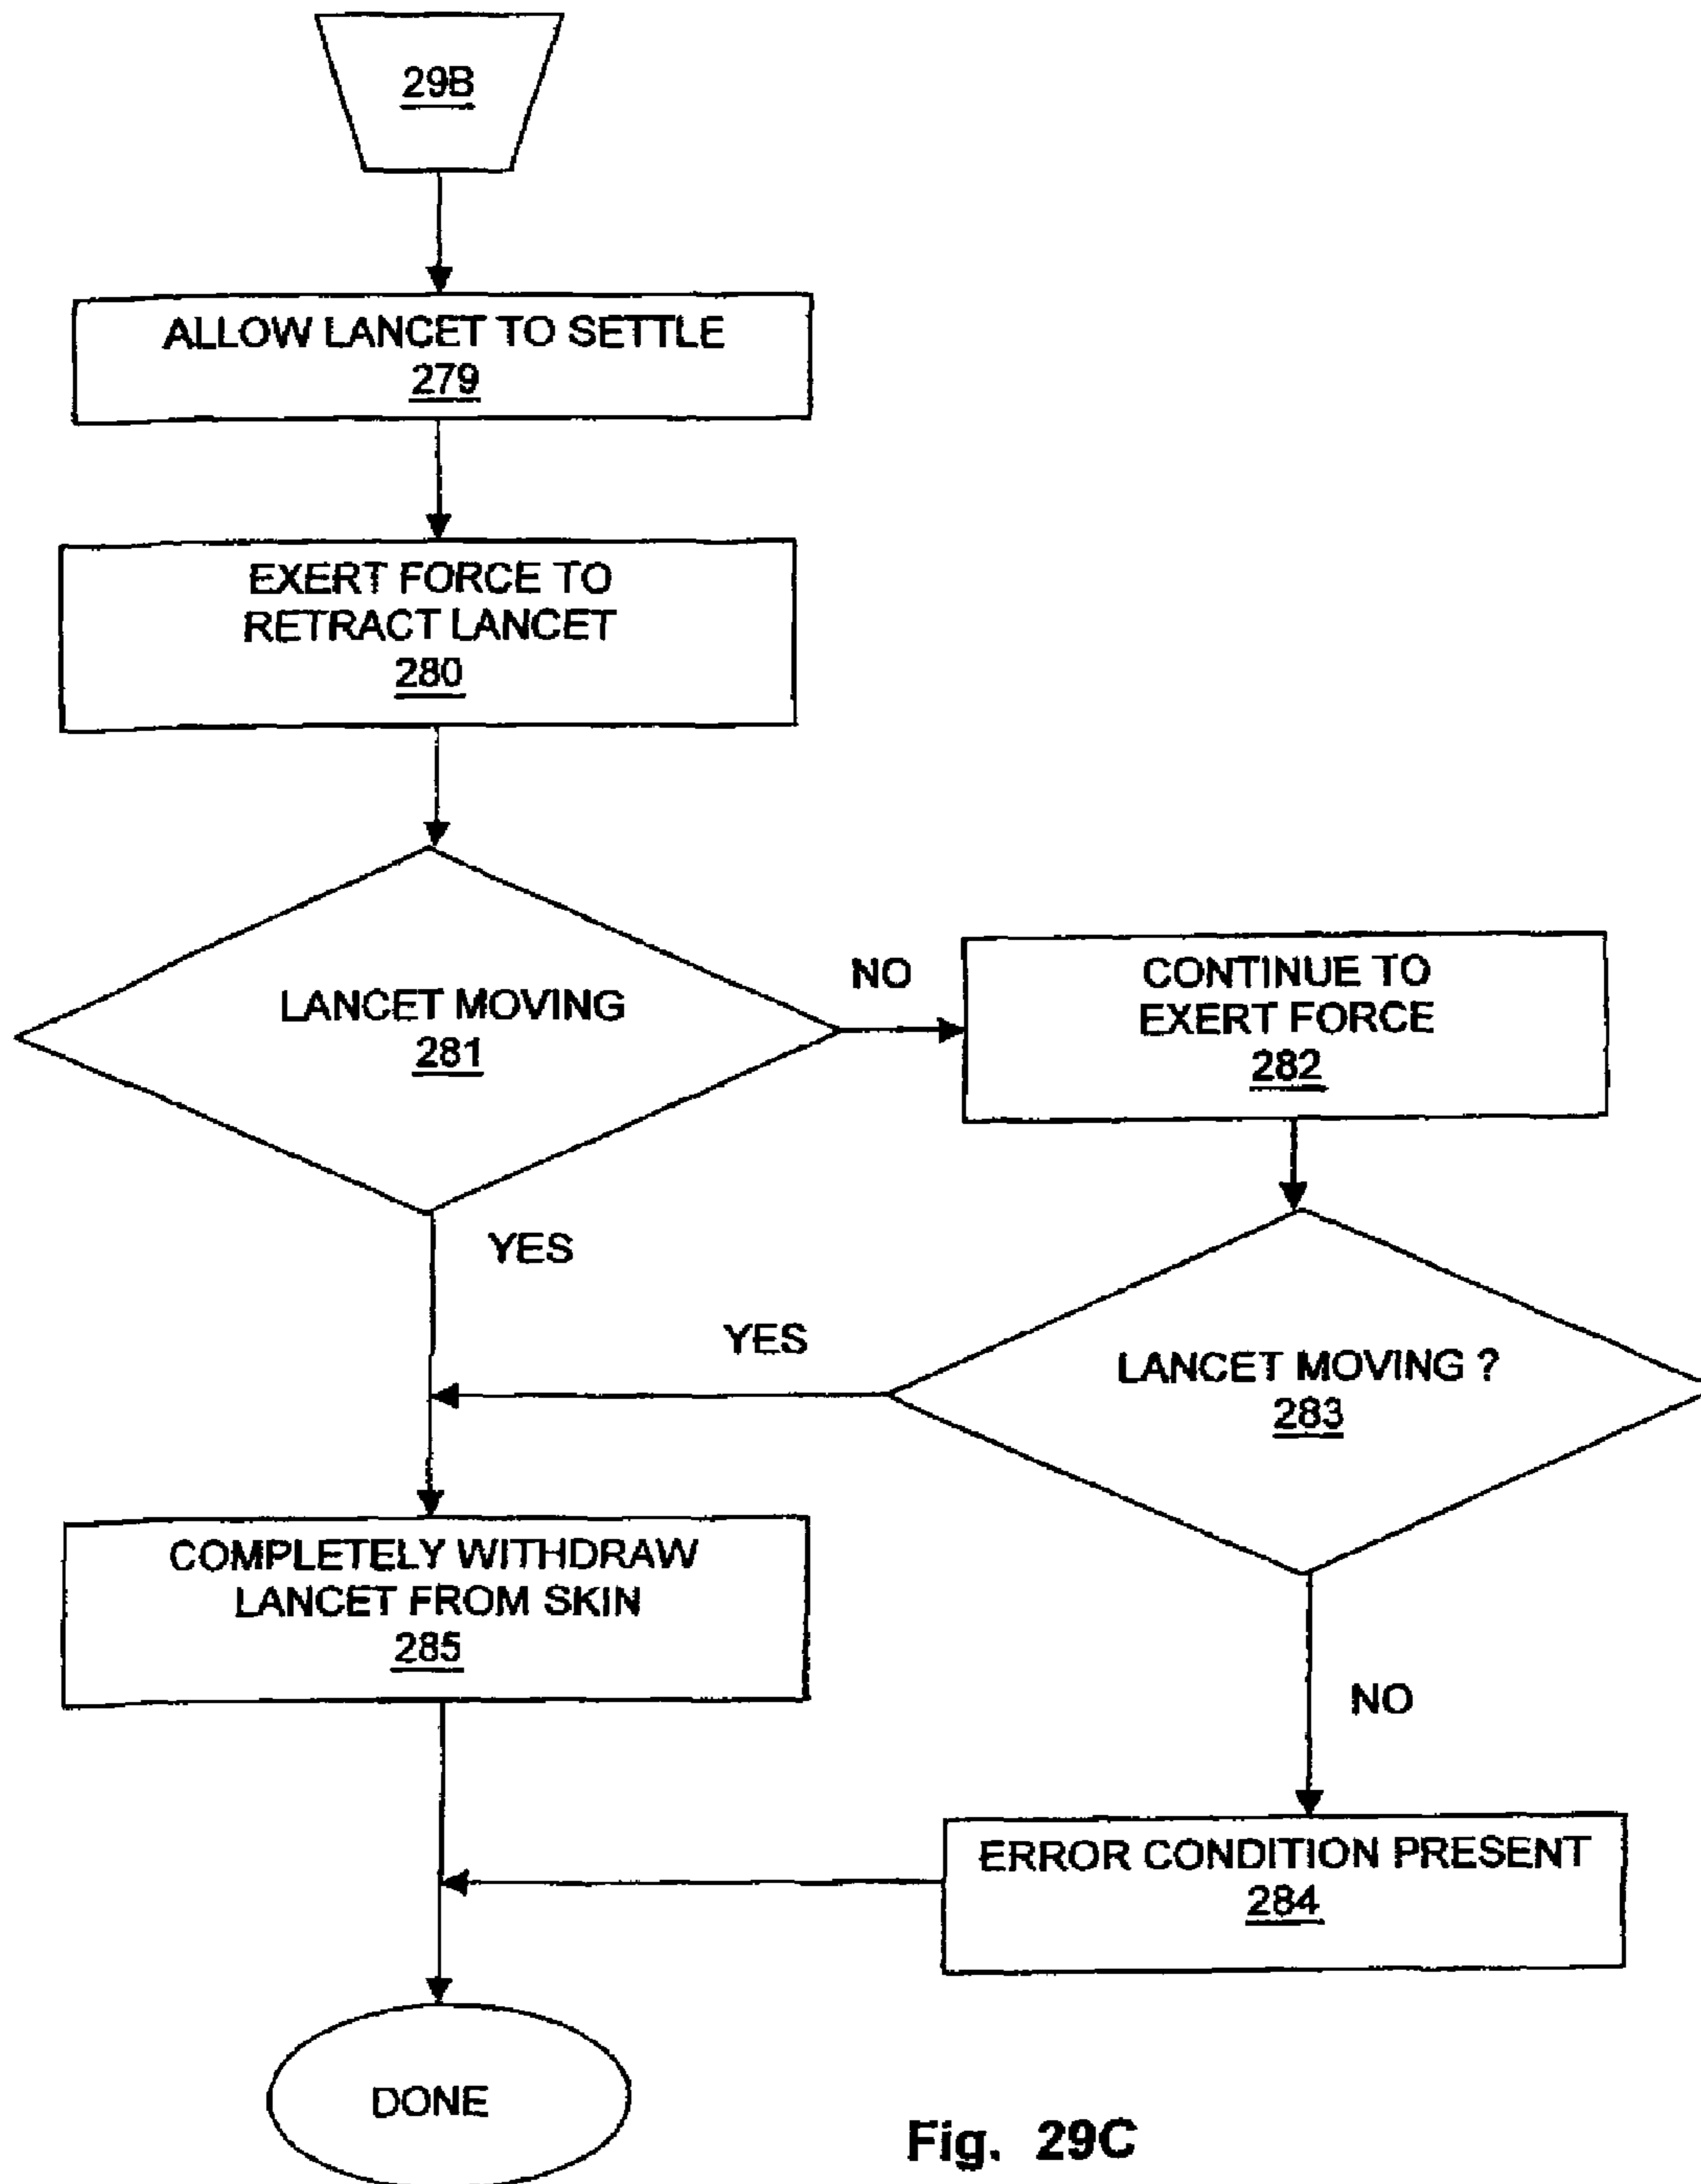 29B
ALLOW LANCET TO SETTLE
279
EXERT FORCE TO
RETRACT LANCET
280
LANCET MOVING
281
NO
CONTINUE TO
EXERT FORCE
282
YES
YES
LANCET MOVING ?
283
COMPLETELY WITHDRAW
LANCET FROM SKIN
285
NO
ERROR CONDITION PRESENT
284
DONE
Fig. 29C